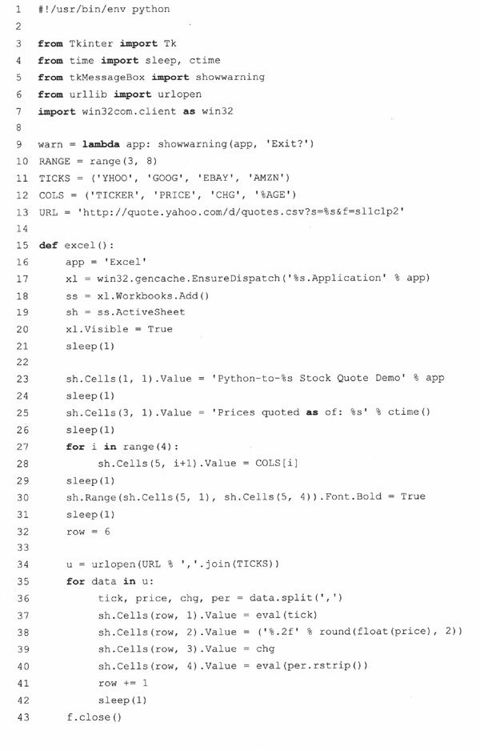 1 #!/usr/bin/env python
2
3 from Tkinter import Tk
4 from time import sleep, ctime
5 from tkMessageBox import showwarning
6 from urllib import urlopen
7 import win32com.client as win32
8
9 warn = lambda app: showwarning(app, 'Exit?')
10 RANGE = range(3, 8)
11 TICKS = ('YHOO', 'GOOG', 'EBAY', 'AMZN')
12 COLS = ('TICKER', 'PRICE', 'CHG', '%AGE')
13 URL = 'http://quote.yahoo.com/d/quotes.csv?s=%s&f=sl1c1p2'
14
15 def excel():
16     app = 'Excel'
17     xl = win32.gencache.EnsureDispatch('%s.Application' % app)
18     ss = xl.Workbooks.Add()
19     sh = ss.ActiveSheet
20     xl.Visible = True
21     sleep(1)
22
23     sh.Cells(1, 1).Value = 'Python-to-%s Stock Quote Demo' % app
24     sleep(1)
25     sh.Cells(3, 1).Value = 'Prices quoted as of: %s' % ctime()
26     sleep(1)
27     for i in range(4):
28         sh.Cells(5, i+1).Value = COLS[i]
29     sleep(1)
30     sh.Range(sh.Cells(5, 1), sh.Cells(5, 4)).Font.Bold = True
31     sleep(1)
32     row = 6
33
34     u = urlopen(URL % ','.join(TICKS))
35     for data in u:
36         tick, price, chg, per = data.split(',')
37         sh.Cells(row, 1).Value = eval(tick)
38         sh.Cells(row, 2).Value = ('%.2f' % round(float(price), 2))
39         sh.Cells(row, 3).Value = chg
40         sh.Cells(row, 4).Value = eval(per.rstrip())
41         row += 1
42         sleep(1)
43     f.close()